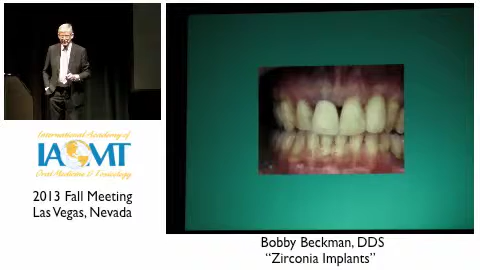 International Academy of
IAOMT
Oral Medicine & Toxicology
2013 Fall Meeting
Las Vegas, Nevada
Bobby Beckman, DDS
"Zirconia Implants"